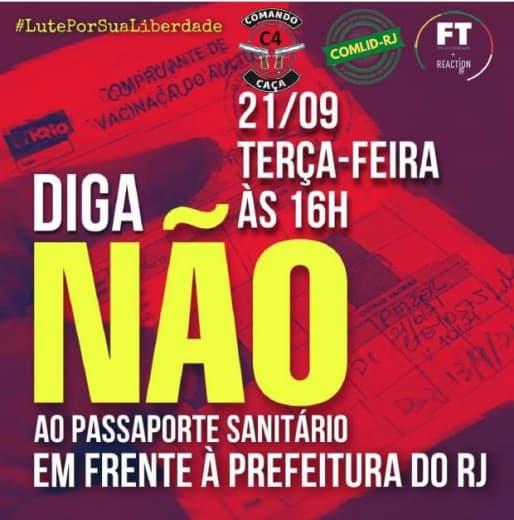 #LutePorSuaLiberdade
COMANDO
C4
CAÇA
COMLID-RJ
FT
REACTION
COMPROVANTE DE
VACINAÇÃO DO ADULTO
21/09
TERÇA-FEIRA
ÀS 16H
DIGA
NÃO
AO PASSAPORTE SANITÁRIO
EM FRENTE À PREFEITURA DO RJ